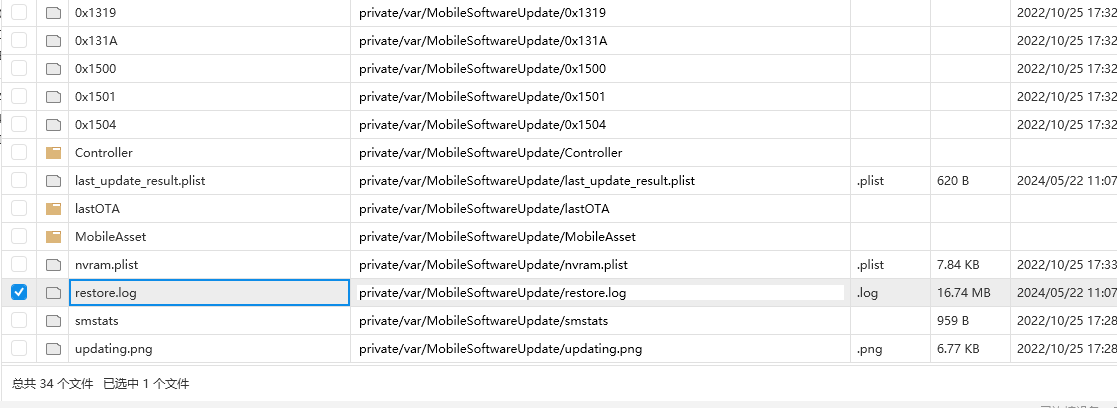 0x1319 private/var/MobileSoftwareUpdate/0x1319 2022/10/25 17:32
0x131A private/var/MobileSoftwareUpdate/0x131A 2022/10/25 17:32
0x1500 private/var/MobileSoftwareUpdate/0x1500 2022/10/25 17:32
0x1501 private/var/MobileSoftwareUpdate/0x1501 2022/10/25 17:32
0x1504 private/var/MobileSoftwareUpdate/0x1504 2022/10/25 17:32
Controller private/var/MobileSoftwareUpdate/Controller
last_update_result.plist private/var/MobileSoftwareUpdate/last_update_result.plist .plist 620 B 2024/05/22 11:07
lastOTA private/var/MobileSoftwareUpdate/lastOTA
MobileAsset private/var/MobileSoftwareUpdate/MobileAsset
nvram.plist private/var/MobileSoftwareUpdate/nvram.plist .plist 7.84 KB 2022/10/25 17:33
restore.log private/var/MobileSoftwareUpdate/restore.log .log 16.74 MB 2024/05/22 11:07
smstats private/var/MobileSoftwareUpdate/smstats 959 B 2022/10/25 17:28
updating.png private/var/MobileSoftwareUpdate/updating.png .png 6.77 KB 2022/10/25 17:28
总共 34 个文件 已选中 1 个文件